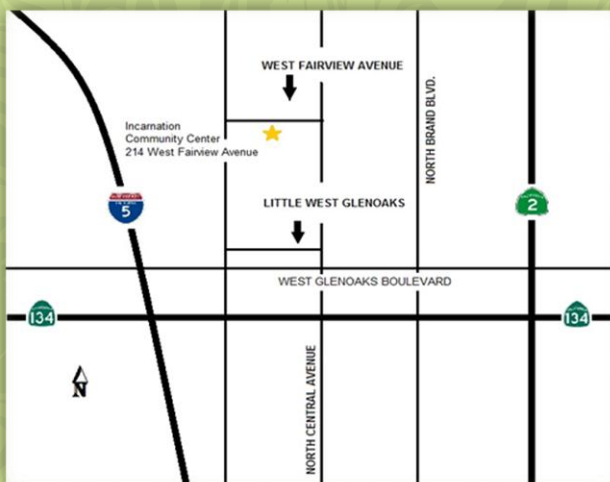 WEST FAIRVIEW AVENUE
NORTH BRAND BLVD.
Incarnation
Community Center
214 West Fairview Avenue
5
LITTLE WEST GLENOAKS
2
WEST GLENOAKS BOULEVARD
134
134
N
NORTH CENTRAL AVENUE